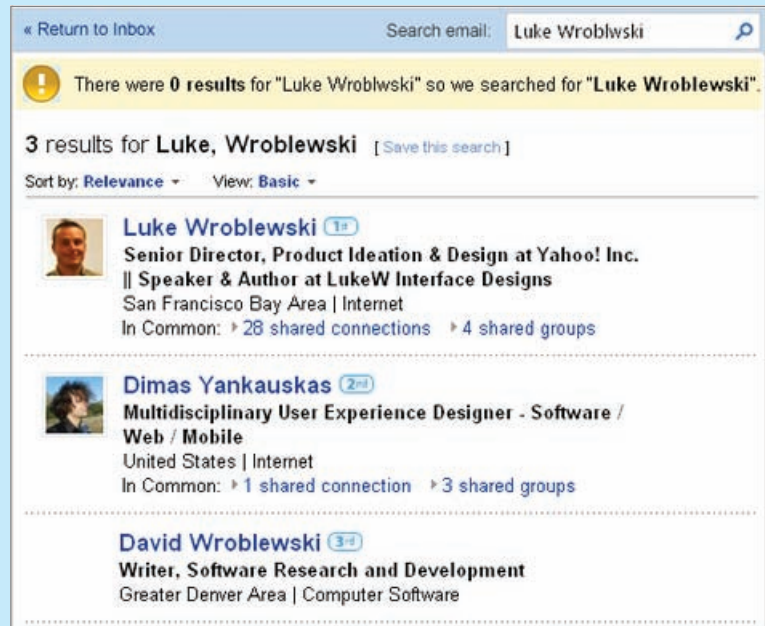 « Return to Inbox Search email: Luke Wroblwski
There were 0 results for "Luke Wroblwski" so we searched for "Luke Wroblewski".
3 results for Luke, Wroblewski [ Save this search ]
Sort by: Relevance View: Basic
Luke Wroblewski 1st
Senior Director, Product Ideation & Design at Yahoo! Inc.
|| Speaker & Author at LukeW Interface Designs
San Francisco Bay Area | Internet
In Common: 28 shared connections 4 shared groups
Dimas Yankauskas 2nd
Multidisciplinary User Experience Designer - Software /
Web / Mobile
United States | Internet
In Common: 1 shared connection 3 shared groups
David Wroblewski 3rd
Writer, Software Research and Development
Greater Denver Area | Computer Software